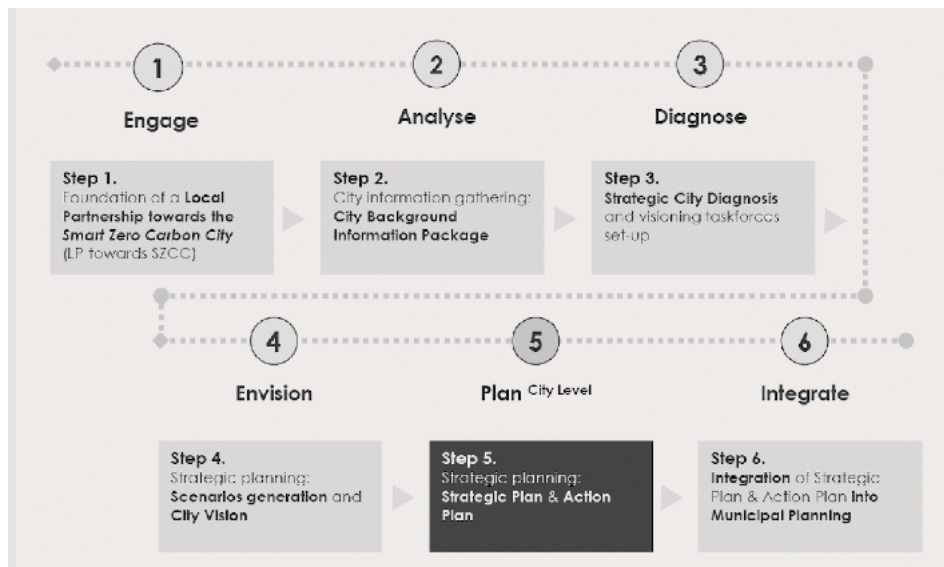 1
2
3
Engage
Analyse
Diagnose
Step 1.
Foundation of a Local
Partnership towards the
Smart Zero Carbon City
(LP towards SZCC)
Step 2.
City information gathering:
City Background
Information Package
Step 3.
Strategic City Diagnosis
and visioning taskforces
set-up
4
5
6
Envision
Plan City Level
Integrate
Step 4.
Strategic planning:
Scenarios generation and
City Vision
Step 5.
Strategic planning:
Strategic Plan & Action
Plan
Step 6.
Integration of Strategic
Plan & Action Plan into
Municipal Planning